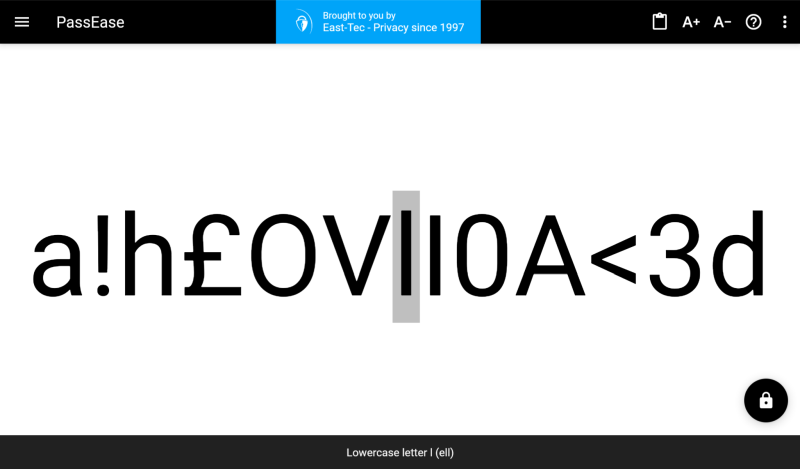 PassEase
Brought to you by
East-Tec - Privacy since 1997
A+ A-
a!h£OVlI0A<3d
Lowercase letter l (ell)